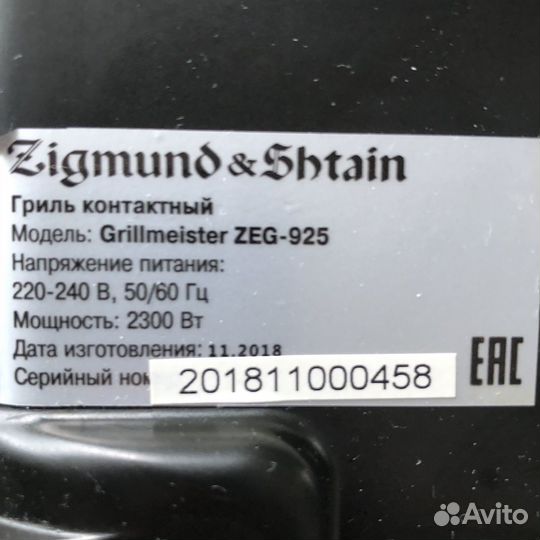 Zigmund & Shtain
Гриль контактный
Модель: Grillmeister ZEG-925
Напряжение питания:
220-240 В, 50/60 Гц
Мощность: 2300 Вт
Дата изготовления: 11.2018
Серийный ном 201811000458
EAC
Avito